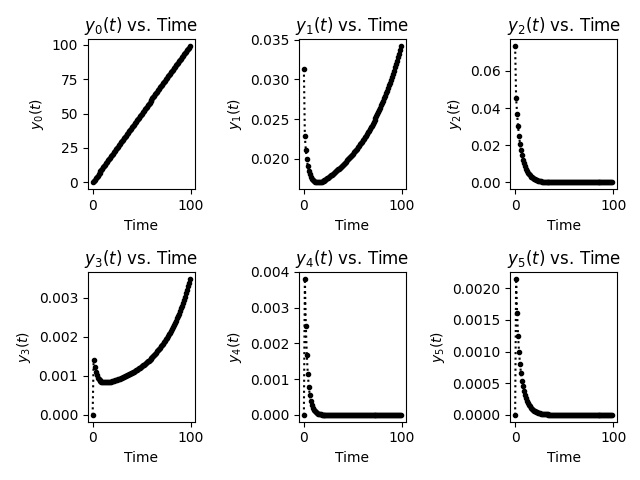 y₀(t) vs. Time
y₁(t) vs. Time
y₂(t) vs. Time
100
75
50
25
0
y₀(t)
0
100
Time
0.035
0.030
0.025
0.020
y₁(t)
0
100
Time
0.06
0.04
0.02
0.00
y₂(t)
0
100
Time
y₃(t) vs. Time
y₄(t) vs. Time
y₅(t) vs. Time
0.003
0.002
0.001
0.000
y₃(t)
0
100
Time
0.004
0.003
0.002
0.001
0.000
y₄(t)
0
100
Time
0.0020
0.0015
0.0010
0.0005
0.0000
y₅(t)
0
100
Time